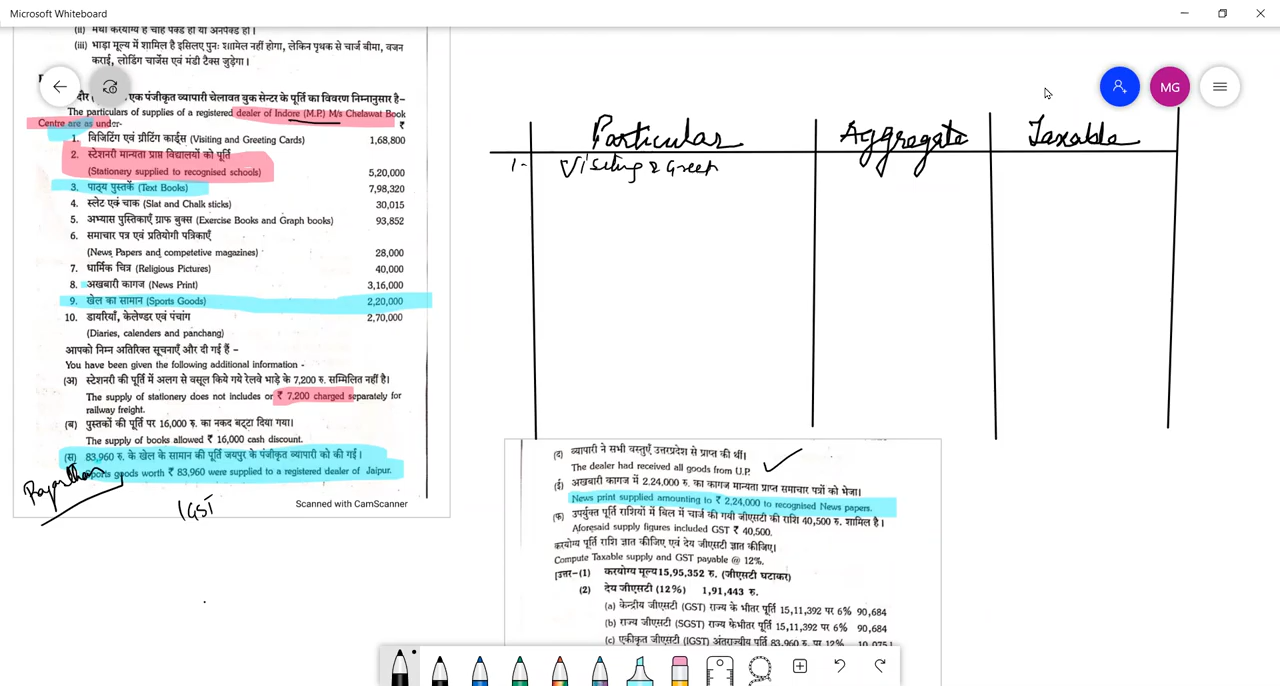 Microsoft Whiteboard
(ii) मेथी करयोग्य है चाहे पैक्ड हो या अनपैक्ड हो।
(iii) भाड़ा मूल्य में शामिल है इसलिए पुनः शामिल नहीं होगा, लेकिन पृथक से चार्ज बीमा, वजन
कराई, लोडिंग चार्जेस एवं मंडी टैक्स जुड़ेगा।
एक पंजीकृत व्यापारी चेलावत बुक सेन्टर के पूर्ति का विवरण निम्नानुसार है–
The particulars of supplies of a registered dealer of Indore (M.P.) M/s Chelawat Book
Centre are as under-
₹
1. विजिटिंग एवं ग्रीटिंग कार्ड्स (Visiting and Greeting Cards) 1,68,800
2. स्टेशनरी मान्यता प्राप्त विद्यालयों को पूर्ति
(Stationery supplied to recognised schools) 5,20,000
3. पाठ्य पुस्तकें (Text Books) 7,98,320
4. स्लेट एवं चाक (Slat and Chalk sticks) 30,015
5. अभ्यास पुस्तिकाएँ ग्राफ बुक्स (Exercise Books and Graph books) 93,852
6. समाचार पत्र एवं प्रतियोगी पत्रिकाएँ
(News Papers and competetive magazines) 28,000
7. धार्मिक चित्र (Religious Pictures) 40,000
8. अखबारी कागज (News Print) 3,16,000
9. खेल का सामान (Sports Goods) 2,20,000
10. डायरियाँ, केलेण्डर एवं पंचांग 2,70,000
(Diaries, calenders and panchang)
आपको निम्न अतिरिक्त सूचनाएँ और दी गई हैं –
You have been given the following additional information -
(अ) स्टेशनरी की पूर्ति में अलग से वसूल किये गये रेलवे भाड़े के 7,200 रु. सम्मिलित नहीं है।
The supply of stationery does not includes or ₹ 7,200 charged separately for
railway freight.
(ब) पुस्तकों की पूर्ति पर 16,000 रु. का नकद बट्टा दिया गया।
The supply of books allowed ₹ 16,000 cash discount.
(स) 83,960 रु. के खेल के सामान की पूर्ति जयपुर के पंजीकृत व्यापारी को की गई।
Sports goods worth ₹ 83,960 were supplied to a registered dealer of Jaipur.
Rajasthan
IGST
Scanned with CamScanner
Particular Aggregate Taxable
1- Visiting & Greet
MG
(द) व्यापारी ने सभी वस्तुएँ उत्तरप्रदेश से प्राप्त की थीं।
The dealer had received all goods from U.P.
(ई) अखबारी कागज में 2,24,000 रु. का कागज मान्यता प्राप्त समाचार पत्रों को भेजा।
News print supplied amounting to ₹ 2,24,000 to recognised News papers.
(फ) उपर्युक्त पूर्ति राशियों में बिल में चार्ज की गयी जीएसटी की राशि 40,500 रु. शामिल है।
Aforesaid supply figures included GST ₹ 40,500.
करयोग्य पूर्ति राशि ज्ञात कीजिए एवं देय जीएसटी ज्ञात कीजिए।
Compute Taxable supply and GST payable @ 12%.
उत्तर–(1) करयोग्य मूल्य 15,95,352 रु. (जीएसटी घटाकर)
(2) देय जीएसटी (12%) 1,91,443 रु.
(a) केन्द्रीय जीएसटी (GST) राज्य के भीतर पूर्ति 15,11,392 पर 6% 90,684
(b) राज्य जीएसटी (SGST) राज्य के भीतर पूर्ति 15,11,392 पर 6% 90,684
(c) एकीकृत जीएसटी (IGST) अंतराज्यीय पूर्ति 83,960 रु. पर 12% 10,075